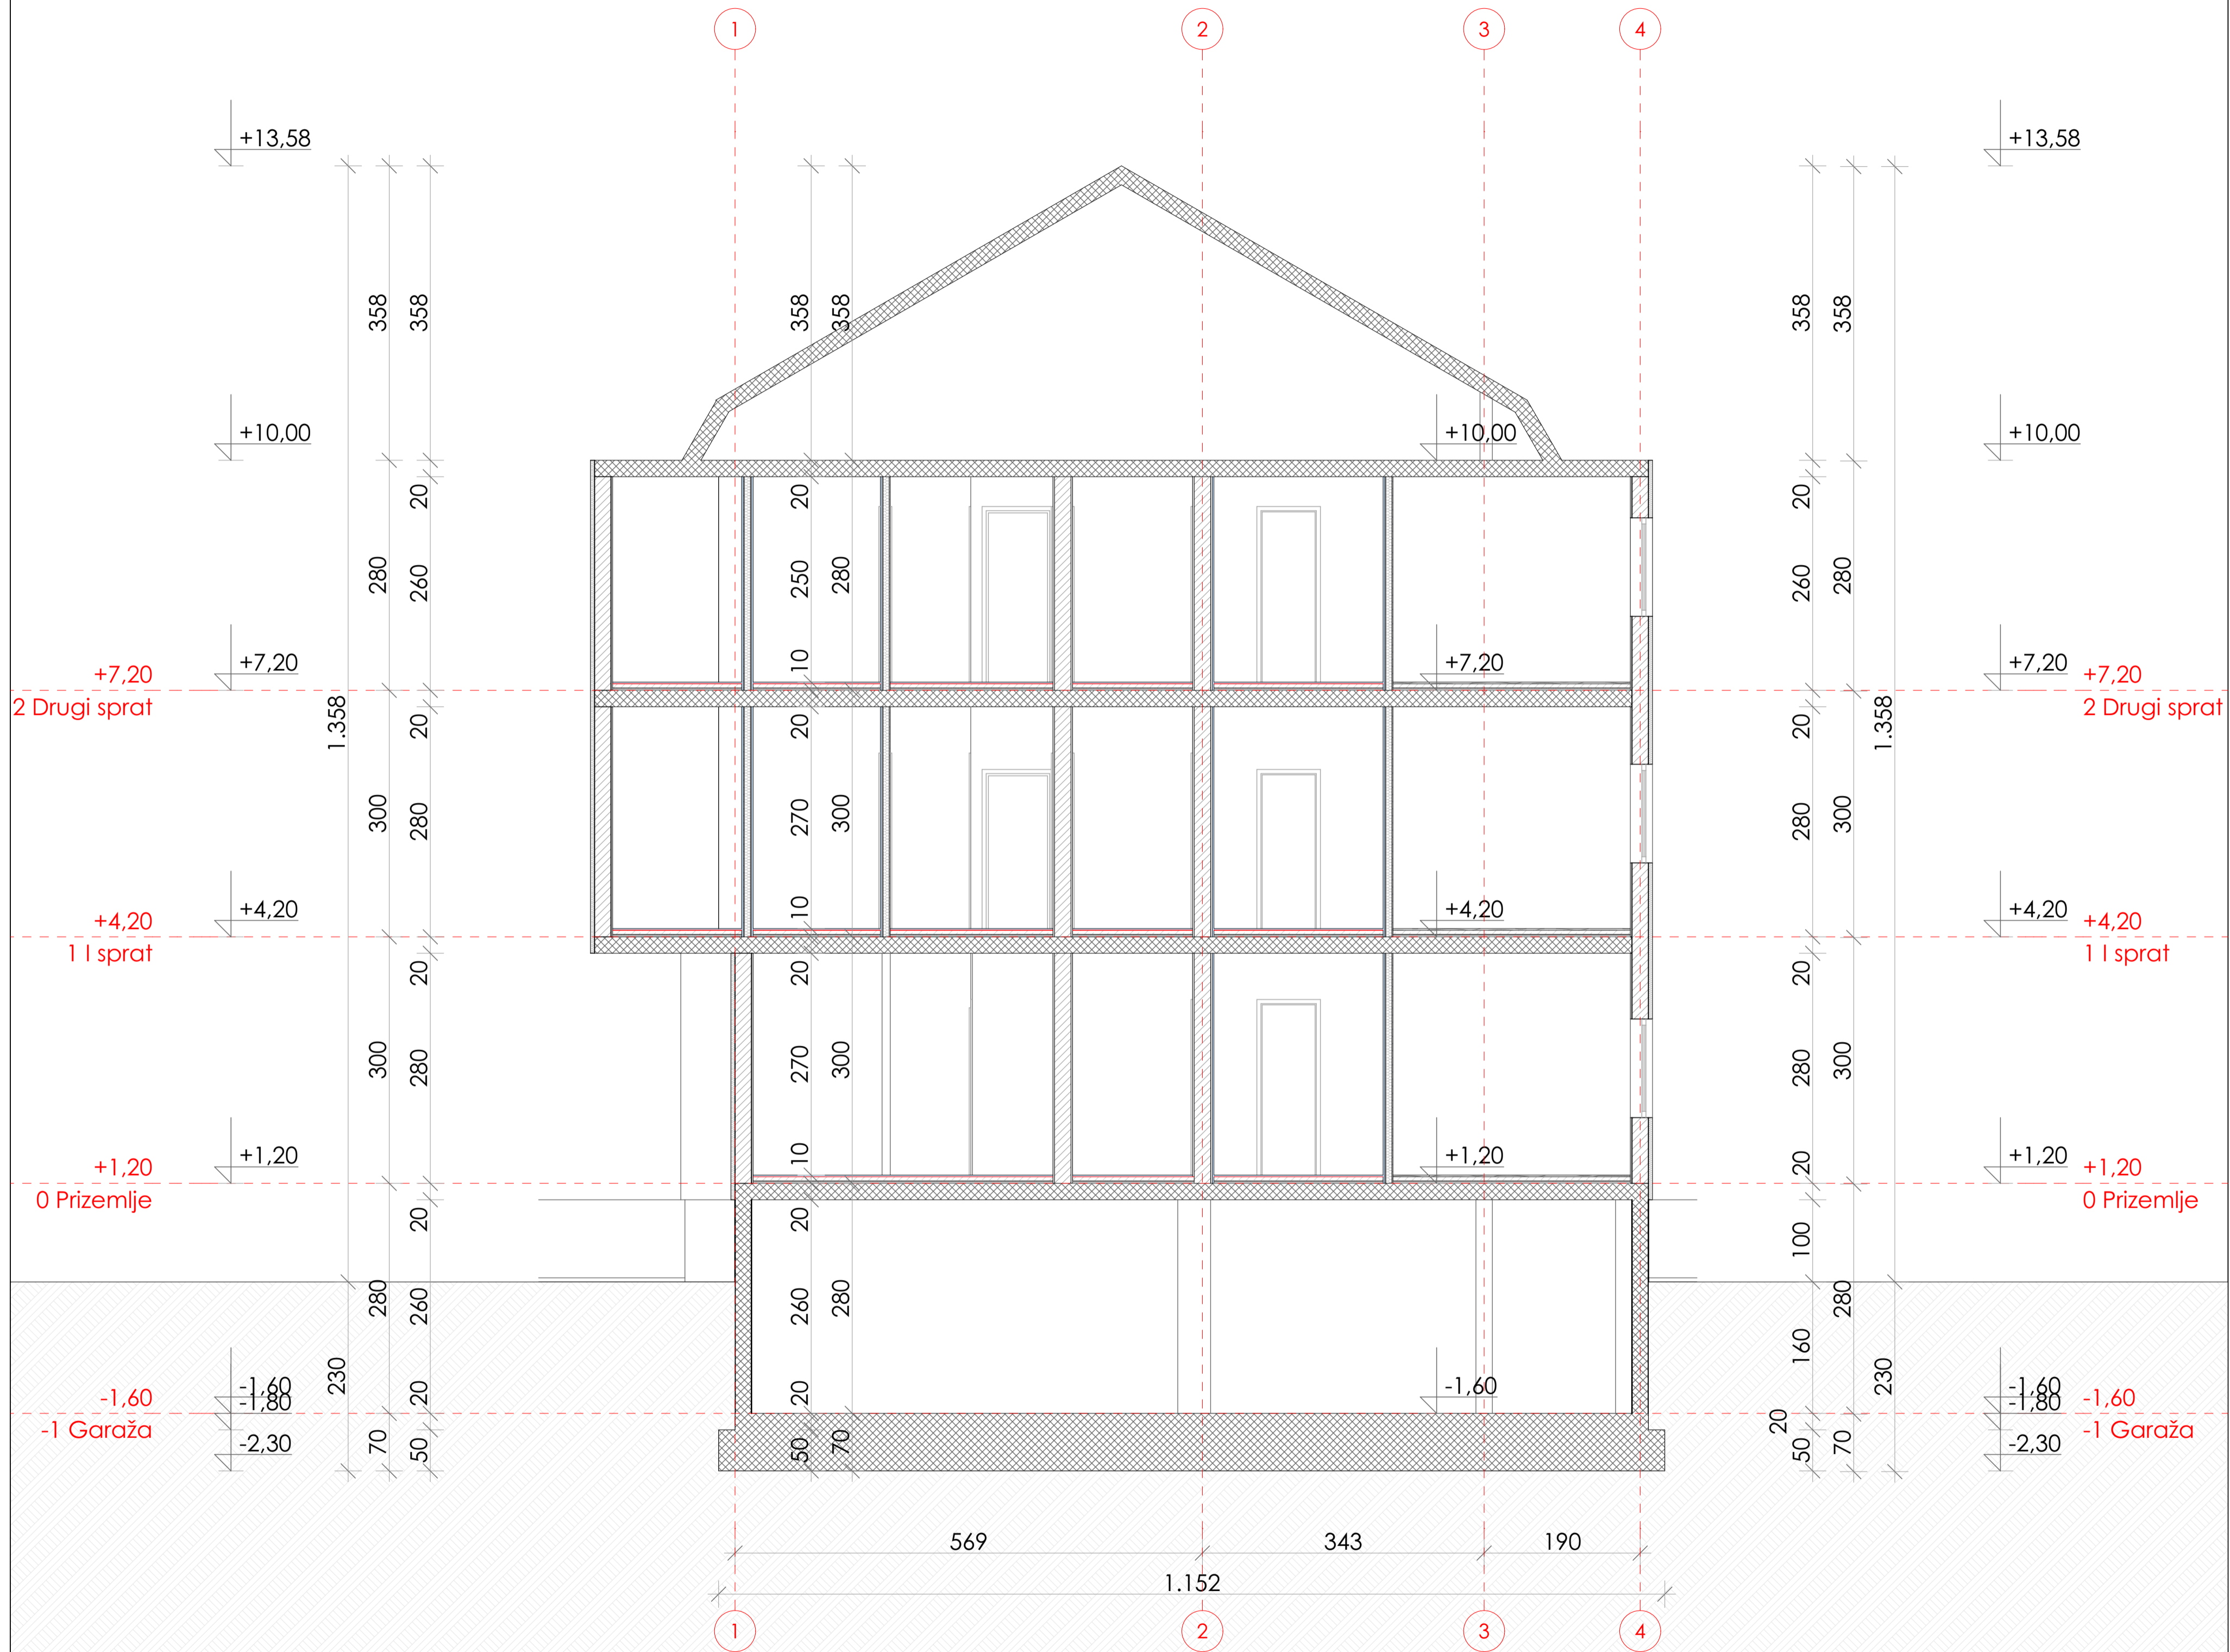 1 2 3 4
+13,58 +13,58
358 358 358 358 358 358
+10,00 +10,00 +10,00
20 20 20
280 260 250 280 260 280
10
+7,20 +7,20 +7,20 +7,20 +7,20
2 Drugi sprat 2 Drugi sprat
1.358 20 20 20 1.358
300 280 270 300 280 300
10
+4,20 +4,20 +4,20 +4,20 +4,20
1 I sprat 1 I sprat
20 20 20
300 280 270 300 280 300
10 20
+1,20 +1,20 +1,20 +1,20 +1,20
0 Prizemlje 0 Prizemlje
20 20 100
280 260 260 280 280
230 160 230
20 20
-1,60 -1,60 -1,60 -1,60 -1,60
-1,80 -1,80
-1 Garaža -1 Garaža
20
-2,30 70 50 50 70 50 70 -2,30
569 343 190
1.152
1 2 3 4